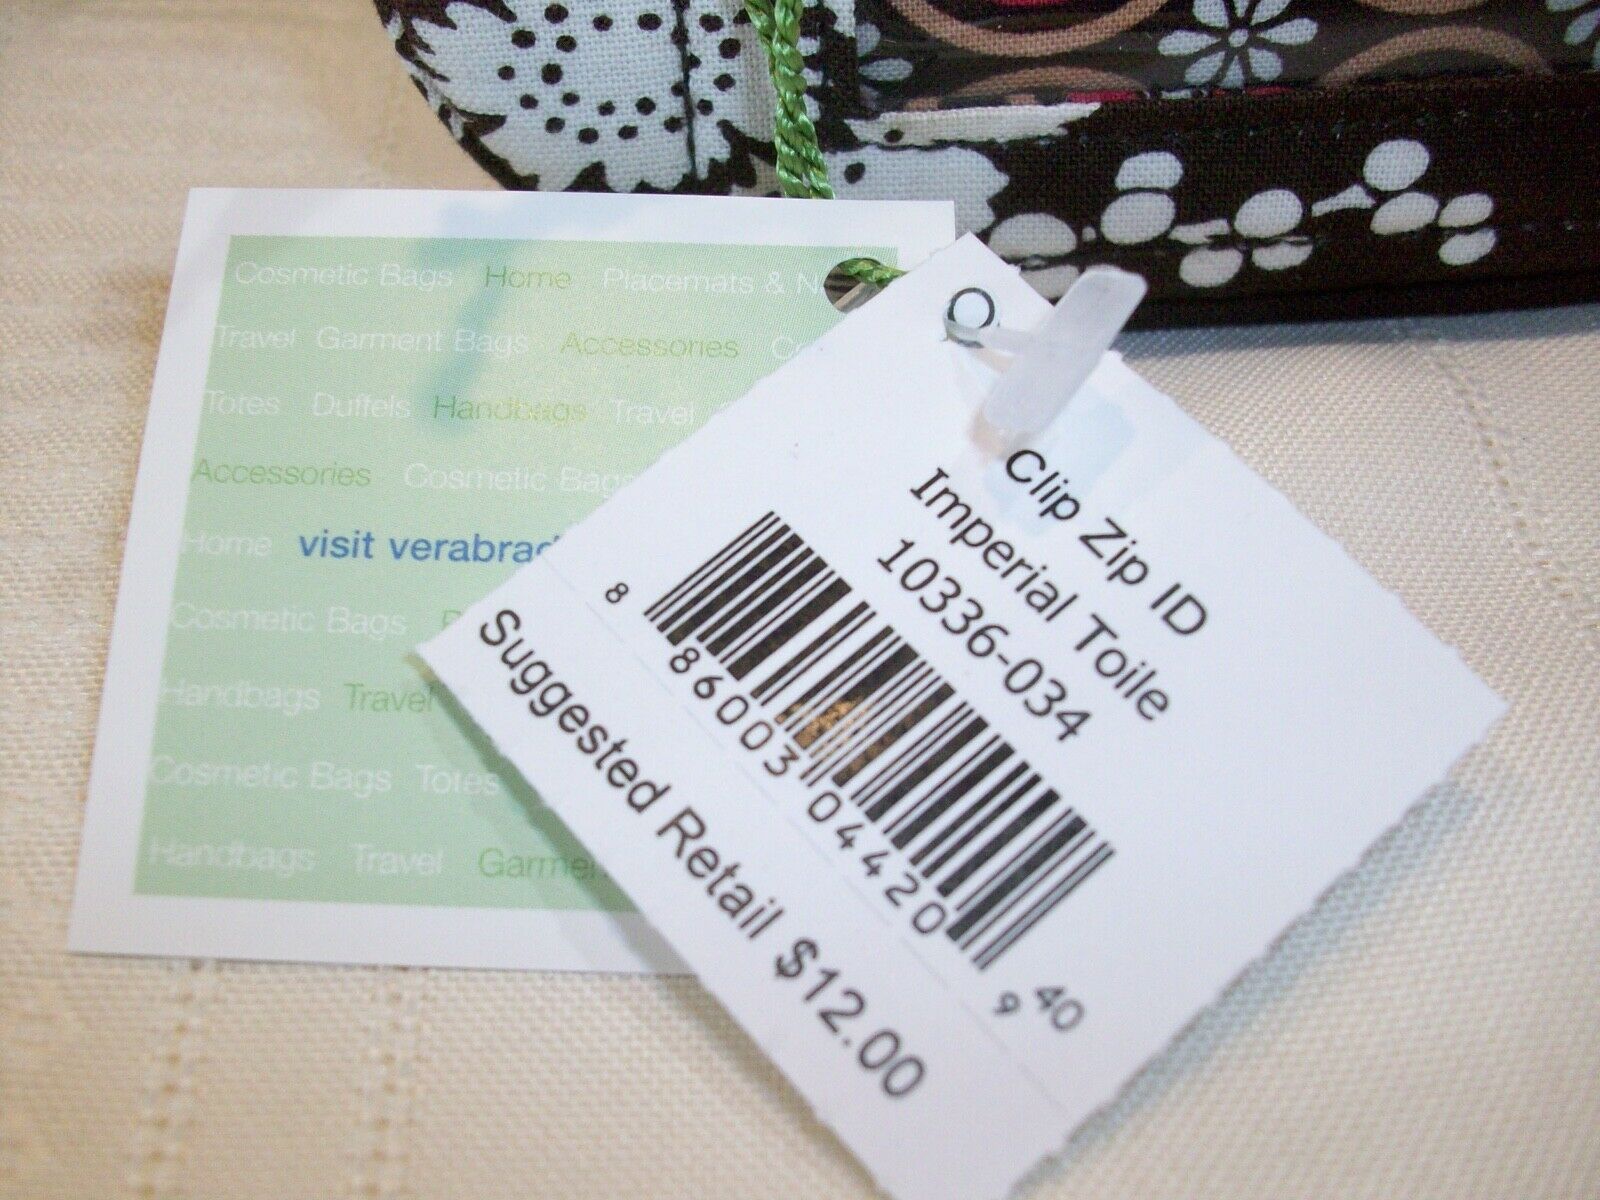 Cosmetic Bags Home Placemats & N
Travel Garment Bags Accessories
Totes Duffels Handbags Travel
Accessories Cosmetic Bags
Home visit verabrad
Cosmetic Bags
Handbags Travel
Cosmetic Bags Totes
Handbags Travel Garme
Clip Zip ID
Imperial Toile
10336-034
8 86003 04420 9 40
Suggested Retail $12.00